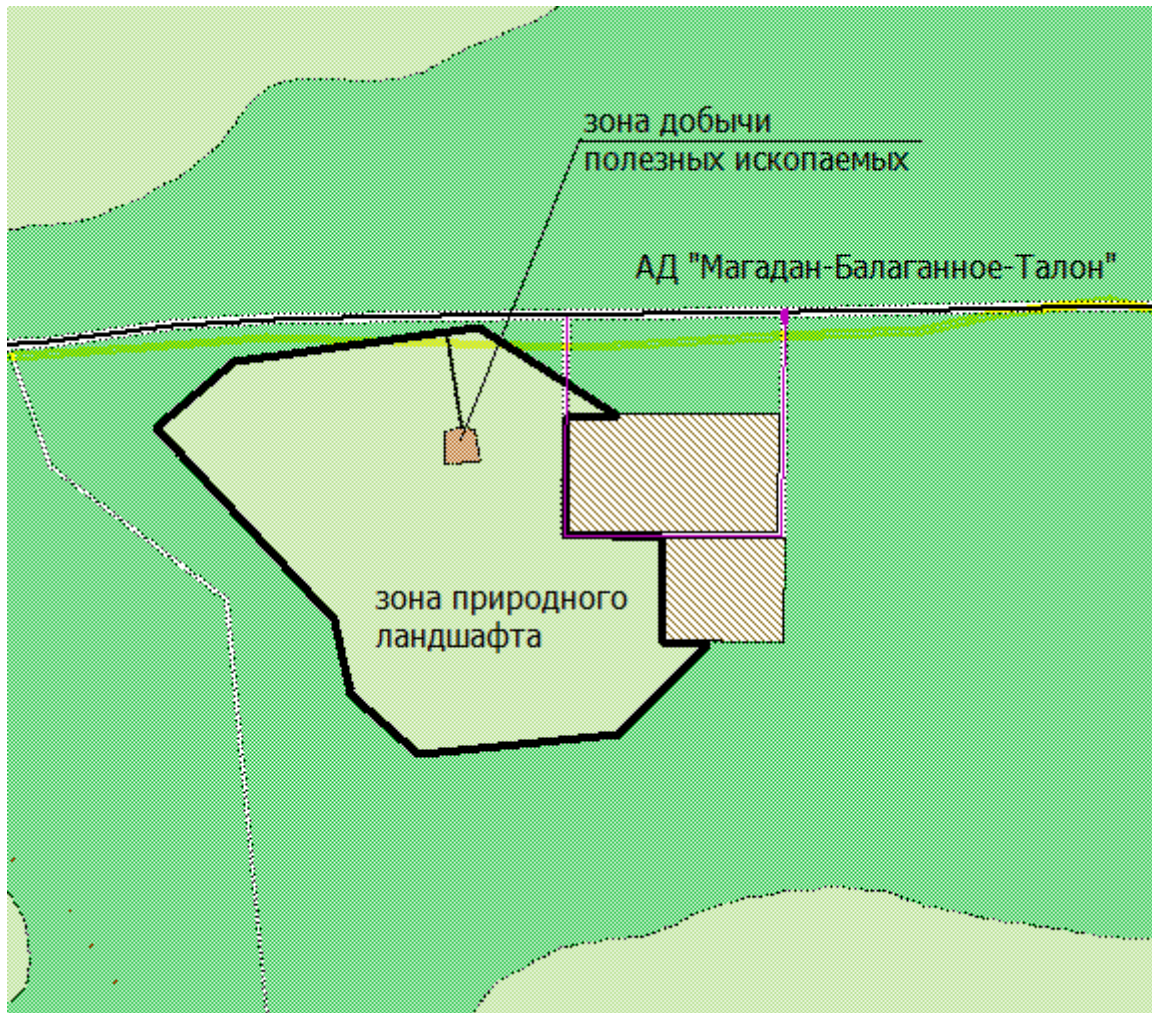 зона добычи
полезных ископаемых
АД "Магадан-Балаганное-Талон"
зона природного
ландшафта